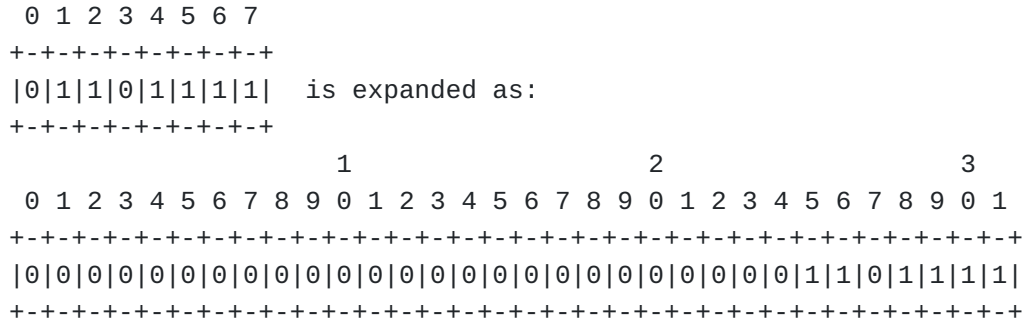 0 1 2 3 4 5 6 7
+-+-+-+-+-+-+-+-+
|0|1|1|0|1|1|1|1|  is expanded as:
+-+-+-+-+-+-+-+-+
                     1                   2                   3
 0 1 2 3 4 5 6 7 8 9 0 1 2 3 4 5 6 7 8 9 0 1 2 3 4 5 6 7 8 9 0 1
+-+-+-+-+-+-+-+-+-+-+-+-+-+-+-+-+-+-+-+-+-+-+-+-+-+-+-+-+-+-+-+-+
|0|0|0|0|0|0|0|0|0|0|0|0|0|0|0|0|0|0|0|0|0|0|0|0|0|1|1|0|1|1|1|1|
+-+-+-+-+-+-+-+-+-+-+-+-+-+-+-+-+-+-+-+-+-+-+-+-+-+-+-+-+-+-+-+-+